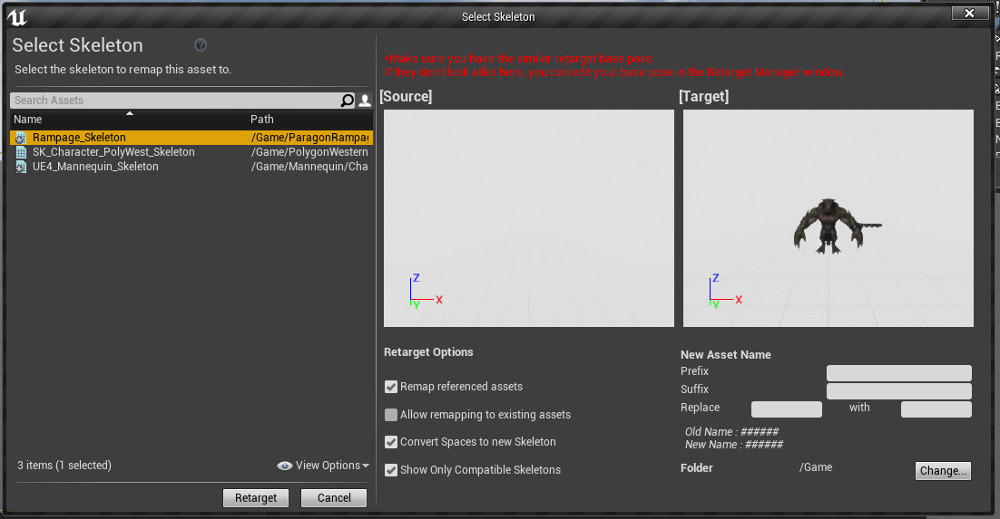 Select Skeleton
Select Skeleton
Select the skeleton to remap this asset to.
Search Assets
Name Path
Rampage_Skeleton /Game/ParagonRampag
SK_Character_PolyWest_Skeleton /Game/PolygonWestern
UE4_Mannequin_Skeleton /Game/Mannequin/Cha
3 items (1 selected) View Options
Retarget Cancel
*Make sure you have the similar retarget base pose.
If they don't look alike here, you can edit your base pose in the Retarget Manager window.
[Source] [Target]
Z X Y
Z X Y
Retarget Options
Remap referenced assets
Allow remapping to existing assets
Convert Spaces to new Skeleton
Show Only Compatible Skeletons
New Asset Name
Prefix
Suffix
Replace with
Old Name : ######
New Name : ######
Folder /Game Change...